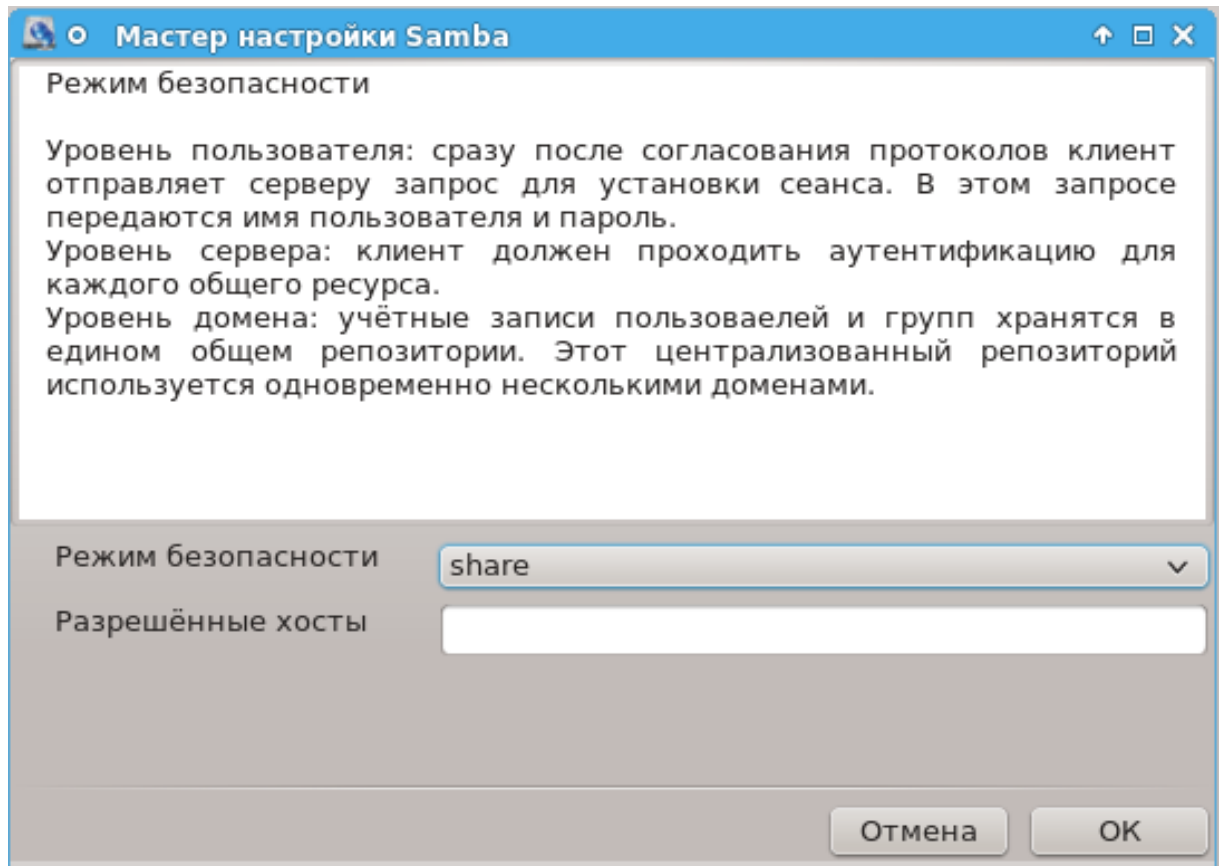 Мастер настройки Samba
Режим безопасности
Уровень пользователя: сразу после согласования протоколов клиент
отправляет серверу запрос для установки сеанса. В этом запросе
передаются имя пользователя и пароль.
Уровень сервера: клиент должен проходить аутентификацию для
каждого общего ресурса.
Уровень домена: учётные записи пользоваелей и групп хранятся в
едином общем репозитории. Этот централизованный репозиторий
используется одновременно несколькими доменами.
Режим безопасности
share
Разрешённые хосты
Отмена
OK